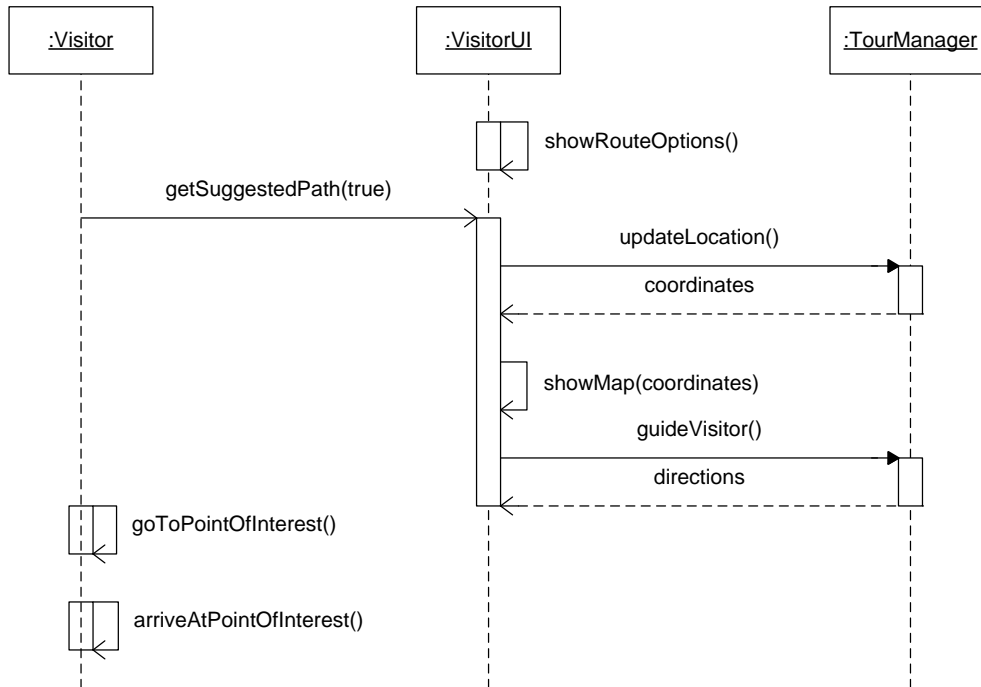 :Visitor
:VisitorUI
:TourManager
showRouteOptions()
getSuggestedPath(true)
updateLocation()
coordinates
showMap(coordinates)
guideVisitor()
directions
goToPointOfInterest()
arriveAtPointOfInterest()